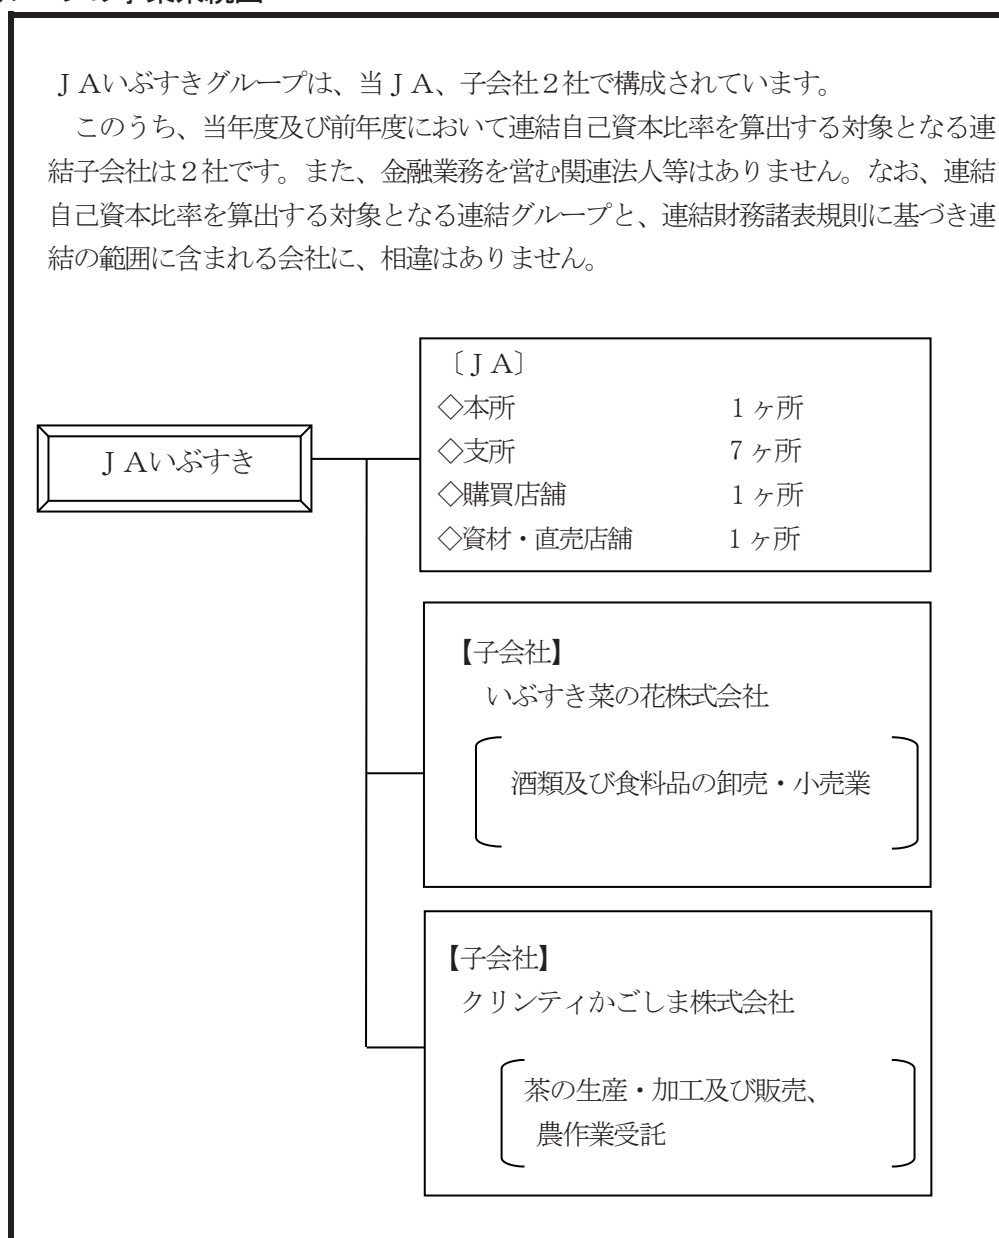 ＪＡいぶすきグループは、当ＪＡ、子会社２社で構成されています。
このうち、当年度及び前年度において連結自己資本比率を算出する対象となる連
結子会社は２社です。また、金融業務を営む関連法人等はありません。なお、連結
自己資本比率を算出する対象となる連結グループと、連結財務諸表規則に基づき連
結の範囲に含まれる会社に、相違はありません。
ＪＡいぶすき
〔ＪＡ〕
◇本所 １ヶ所
◇支所 ７ヶ所
◇購買店舗 １ヶ所
◇資材・直売店舗 １ヶ所
【子会社】
いぶすき菜の花株式会社
酒類及び食料品の卸売・小売業
【子会社】
クリンティかごしま株式会社
茶の生産・加工及び販売、
農作業受託